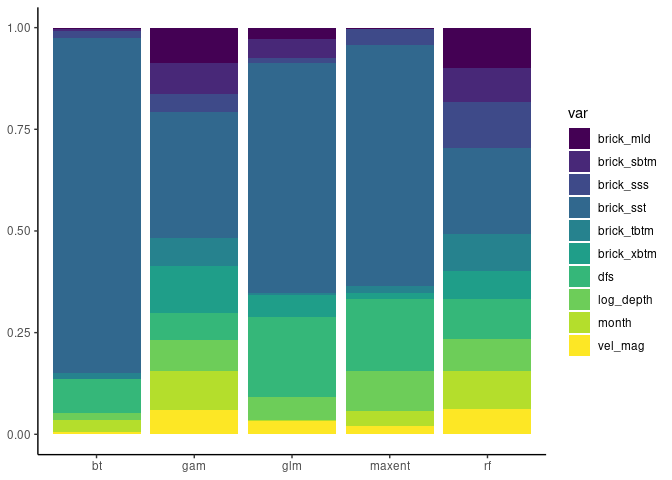 1.00
0.75
0.50
0.25
0.00
bt gam glm maxent rf
var
brick_mld
brick_sbtm
brick_sss
brick_sst
brick_tbtm
brick_xbtm
dfs
log_depth
month
vel_mag